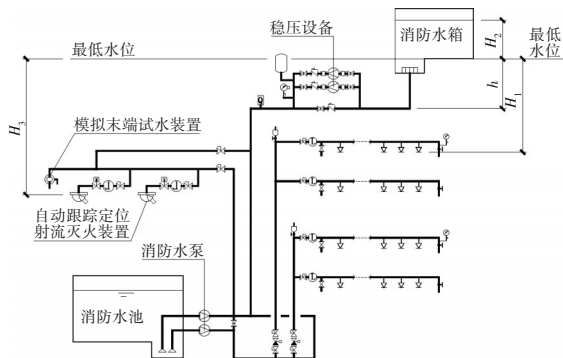 稳压设备
消防水箱
H₂
最低水位
最低
水位
h
H₁
H₃
模拟末端试水装置
自动跟踪定位
射流灭火装置
消防水泵
消防水池